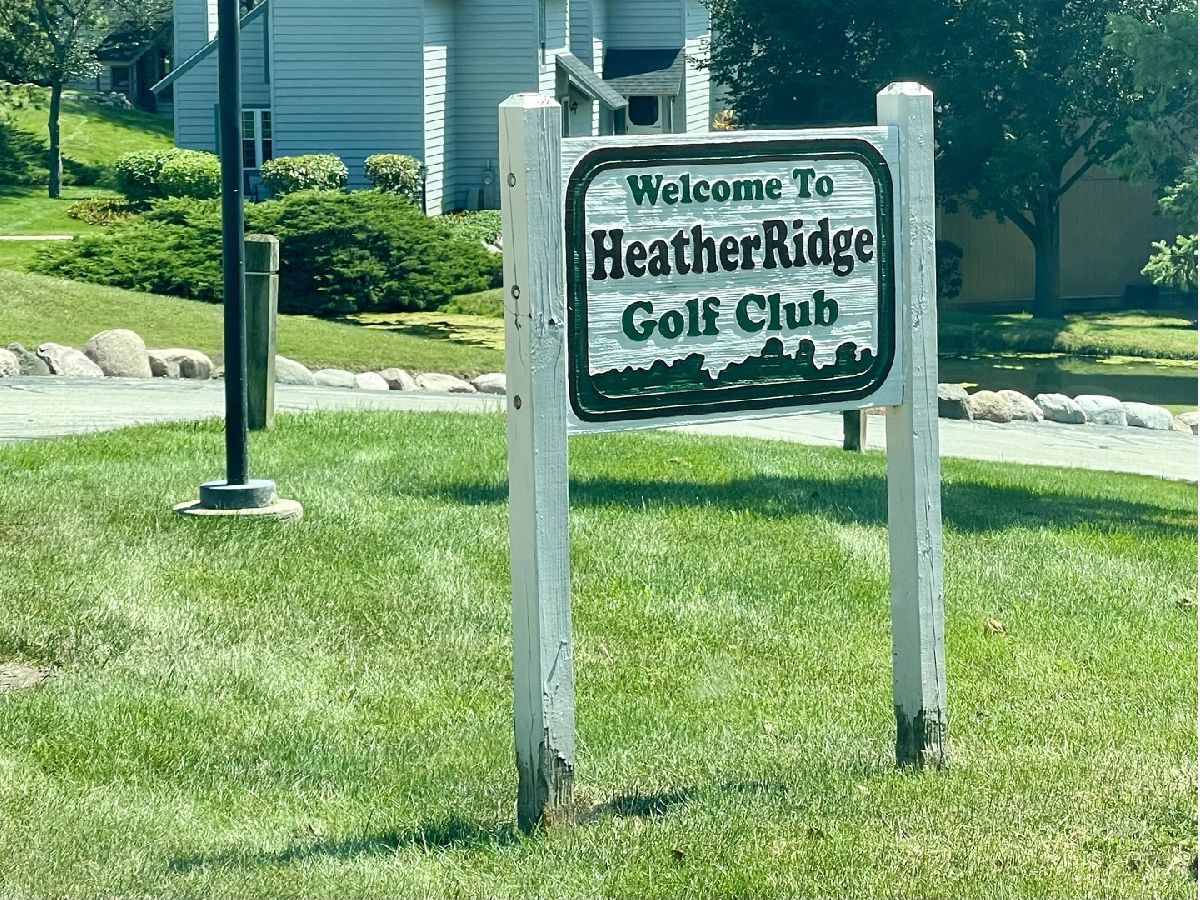 Welcome To
HeatherRidge
Golf Club